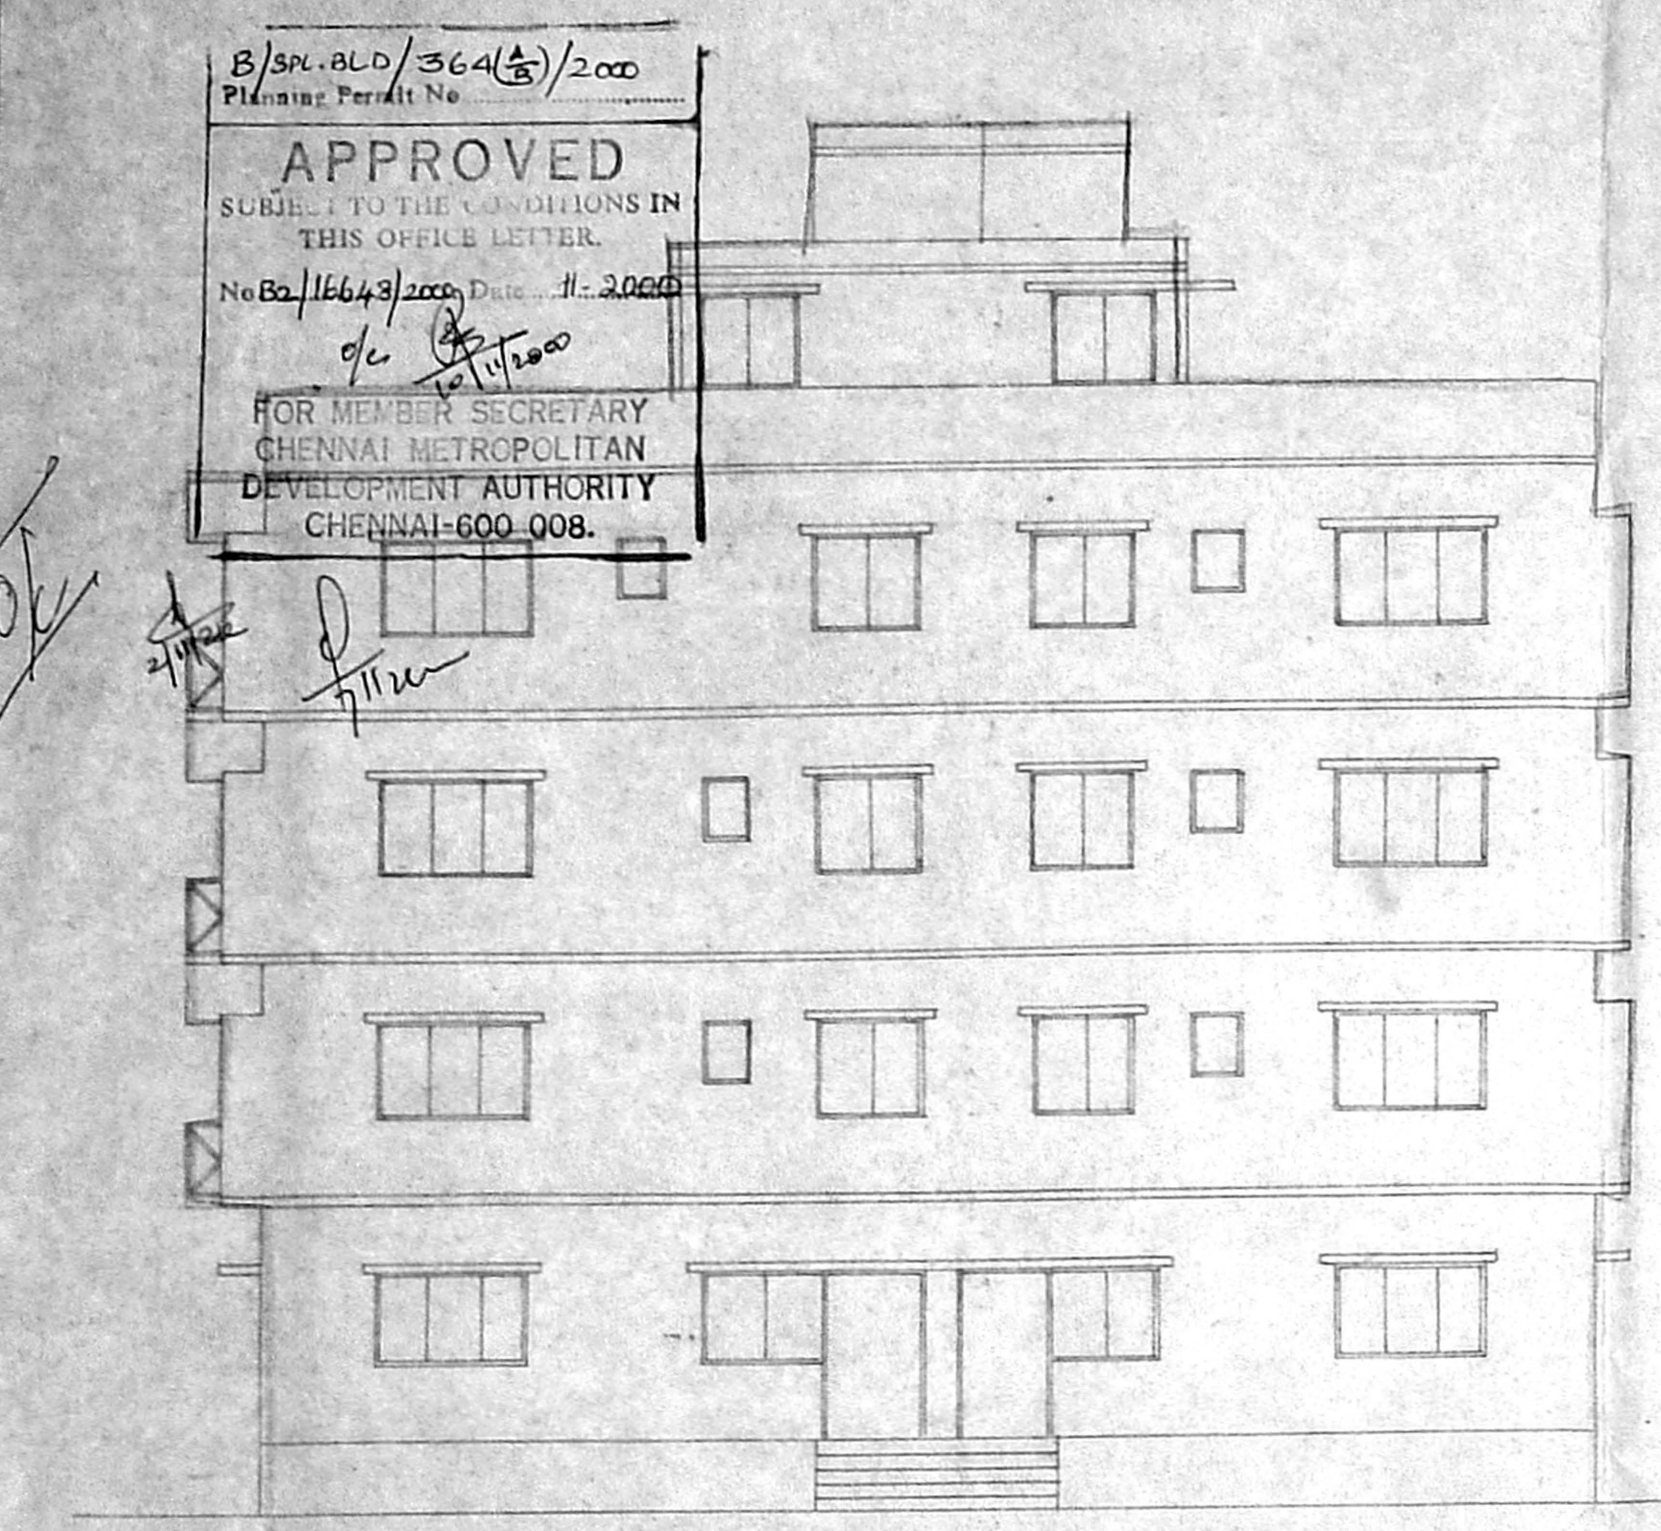 B/SPL.BLD/364(A/B)/2000
Planning Permit No
APPROVED
SUBJECT TO THE CONDITIONS IN
THIS OFFICE LETTER.
No B2/16643/2000 Date 11-2000
o/c
10/11/2000
FOR MEMBER SECRETARY
CHENNAI METROPOLITAN
DEVELOPMENT AUTHORITY
CHENNAI-600 008.